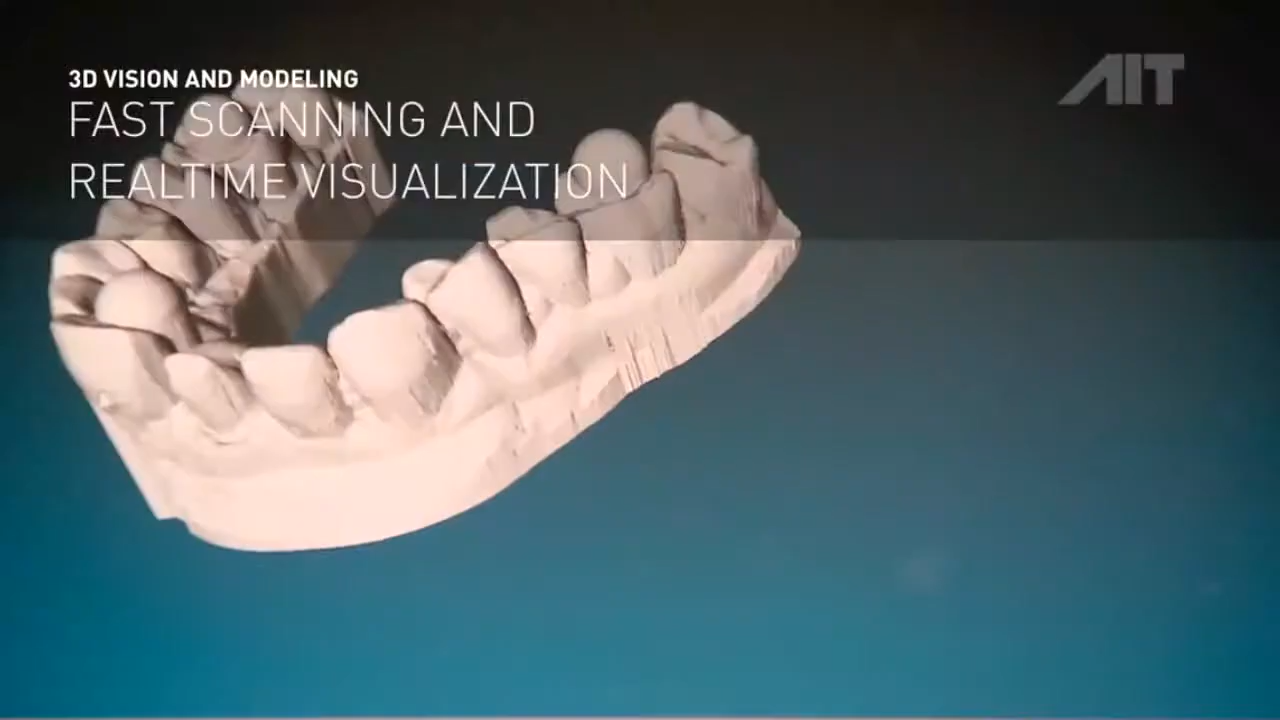 3D VISION AND MODELING
FAST SCANNING AND
REALTIME VISUALIZATION
AIT